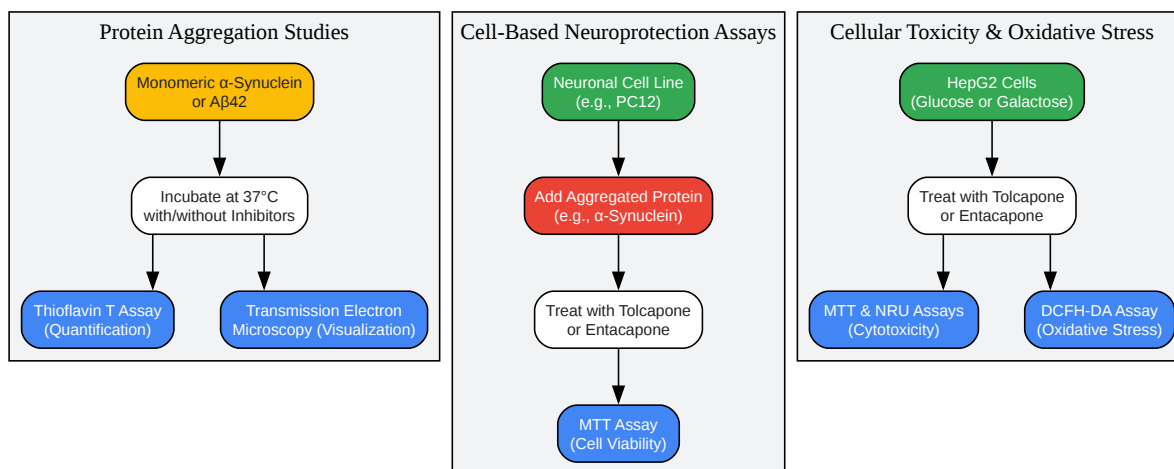 Protein Aggregation Studies
Monomeric α-Synuclein
or Aβ42
Incubate at 37°C
with/without Inhibitors
Thioflavin T Assay
(Quantification)
Transmission Electron
Microscopy (Visualization)
Cell-Based Neuroprotection Assays
Neuronal Cell Line
(e.g., PC12)
Add Aggregated Protein
(e.g., α-Synuclein)
Treat with Tolcapone
or Entacapone
MTT Assay
(Cell Viability)
Cellular Toxicity & Oxidative Stress
HepG2 Cells
(Glucose or Galactose)
Treat with Tolcapone
or Entacapone
MTT & NRU Assays
(Cytotoxicity)
DCFH-DA Assay
(Oxidative Stress)